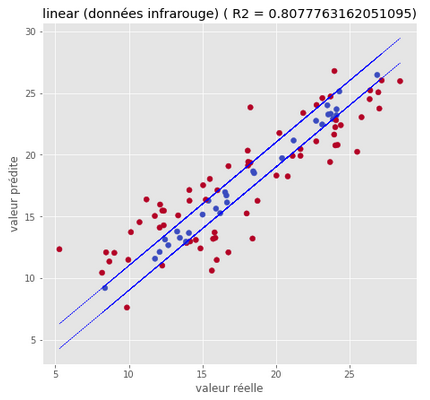 linear (données infrarouge) ( R2 = 0.8077763162051095)
30
25
20
15
10
5
valeur prédite
5 10 15 20 25
valeur réelle